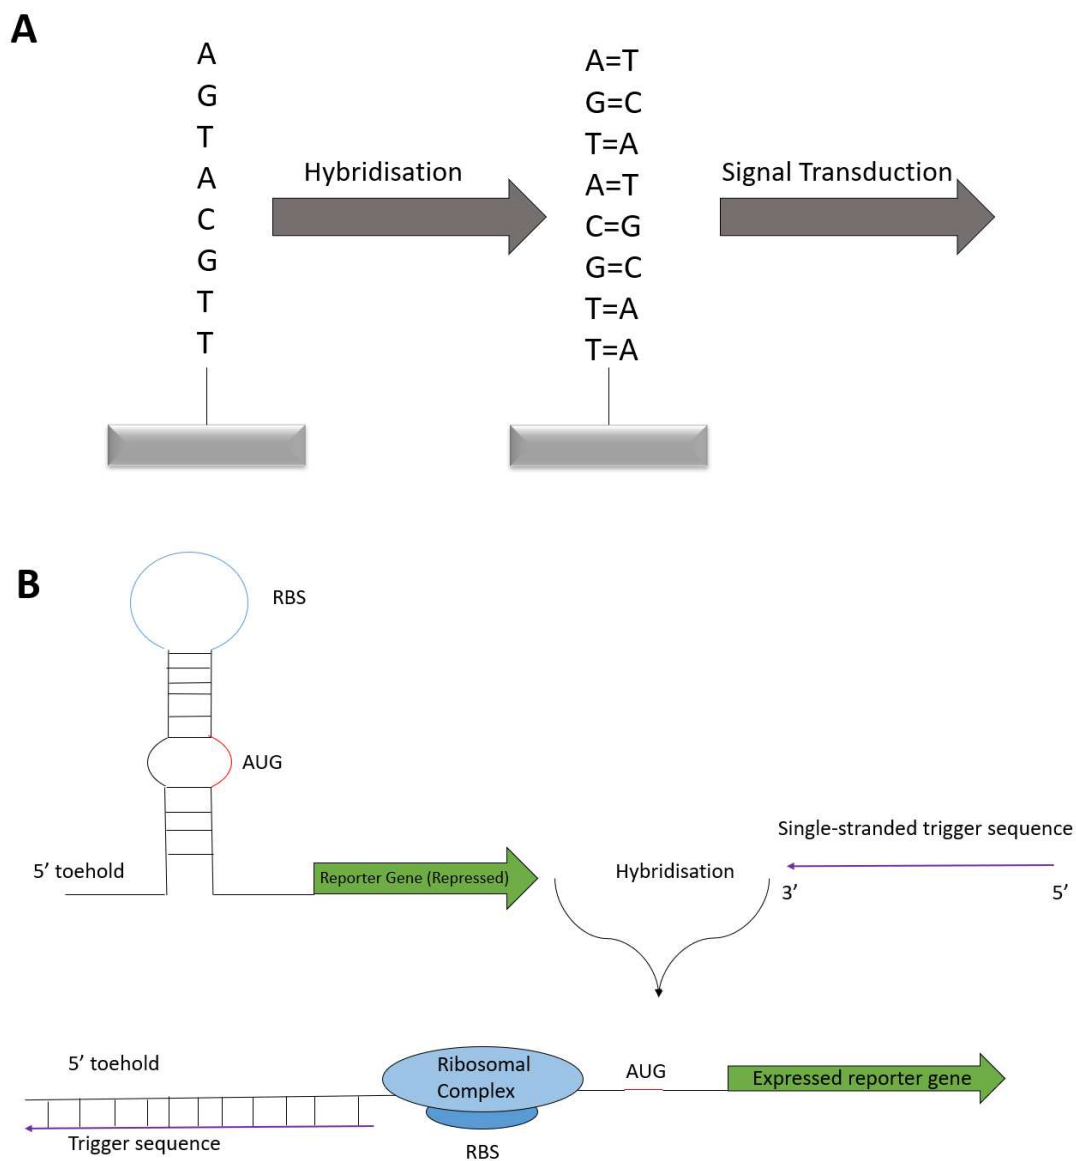 A
A
G
T
A
C
G
T
T
Hybridisation
A=T
G=C
T=A
A=T
C=G
G=C
T=A
T=A
Signal Transduction
B
RBS
AUG
5’ toehold
Reporter Gene (Repressed)
Hybridisation
Single-stranded trigger sequence
3’
5’
5’ toehold
Trigger sequence
Ribosomal
Complex
RBS
AUG
Expressed reporter gene